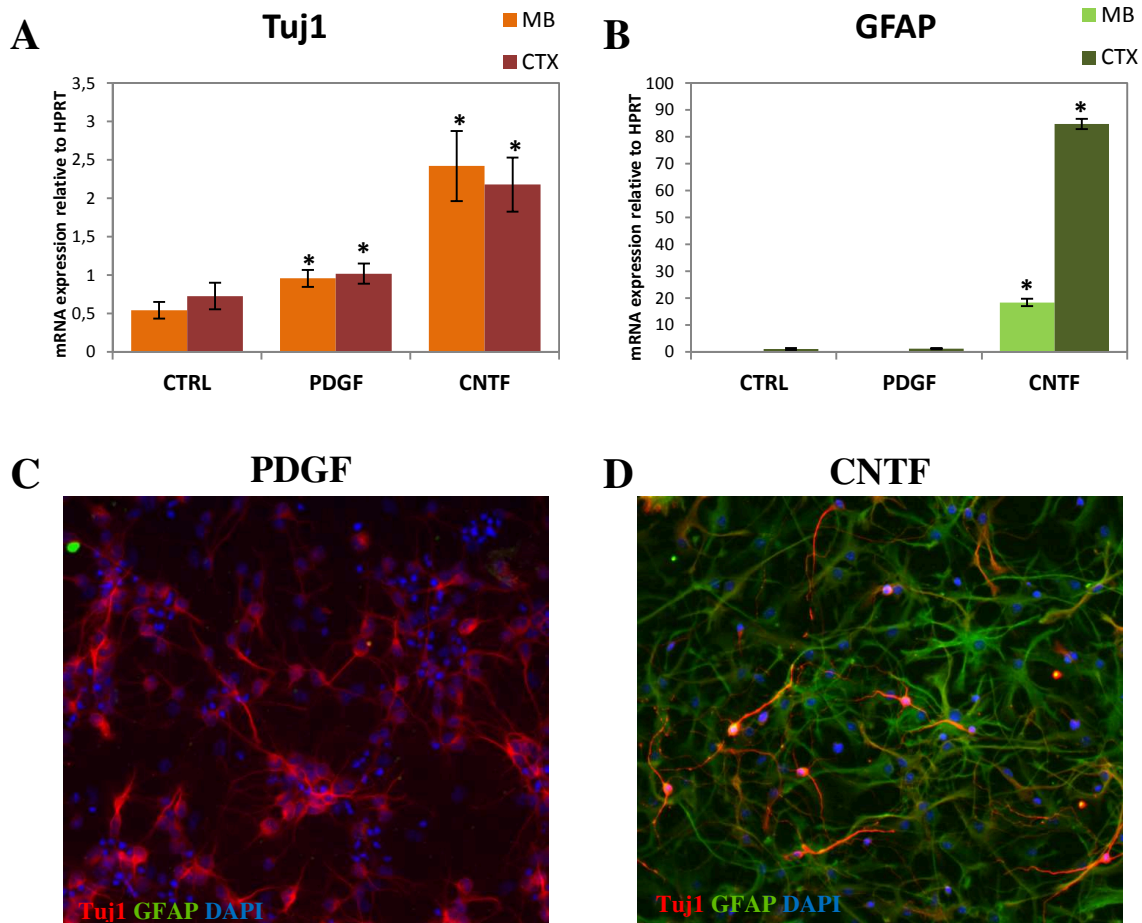 A
Tuj1
MB
CTX
mRNA expression relative to HPRT
3,5
3
2,5
2
1,5
1
0,5
0
*
*
*
*
CTRL
PDGF
CNTF
B
GFAP
MB
CTX
mRNA expression relative to HPRT
100
90
80
70
60
50
40
30
20
10
0
*
*
CTRL
PDGF
CNTF
C
PDGF
Tuj1 GFAP DAPI
D
CNTF
Tuj1 GFAP DAPI